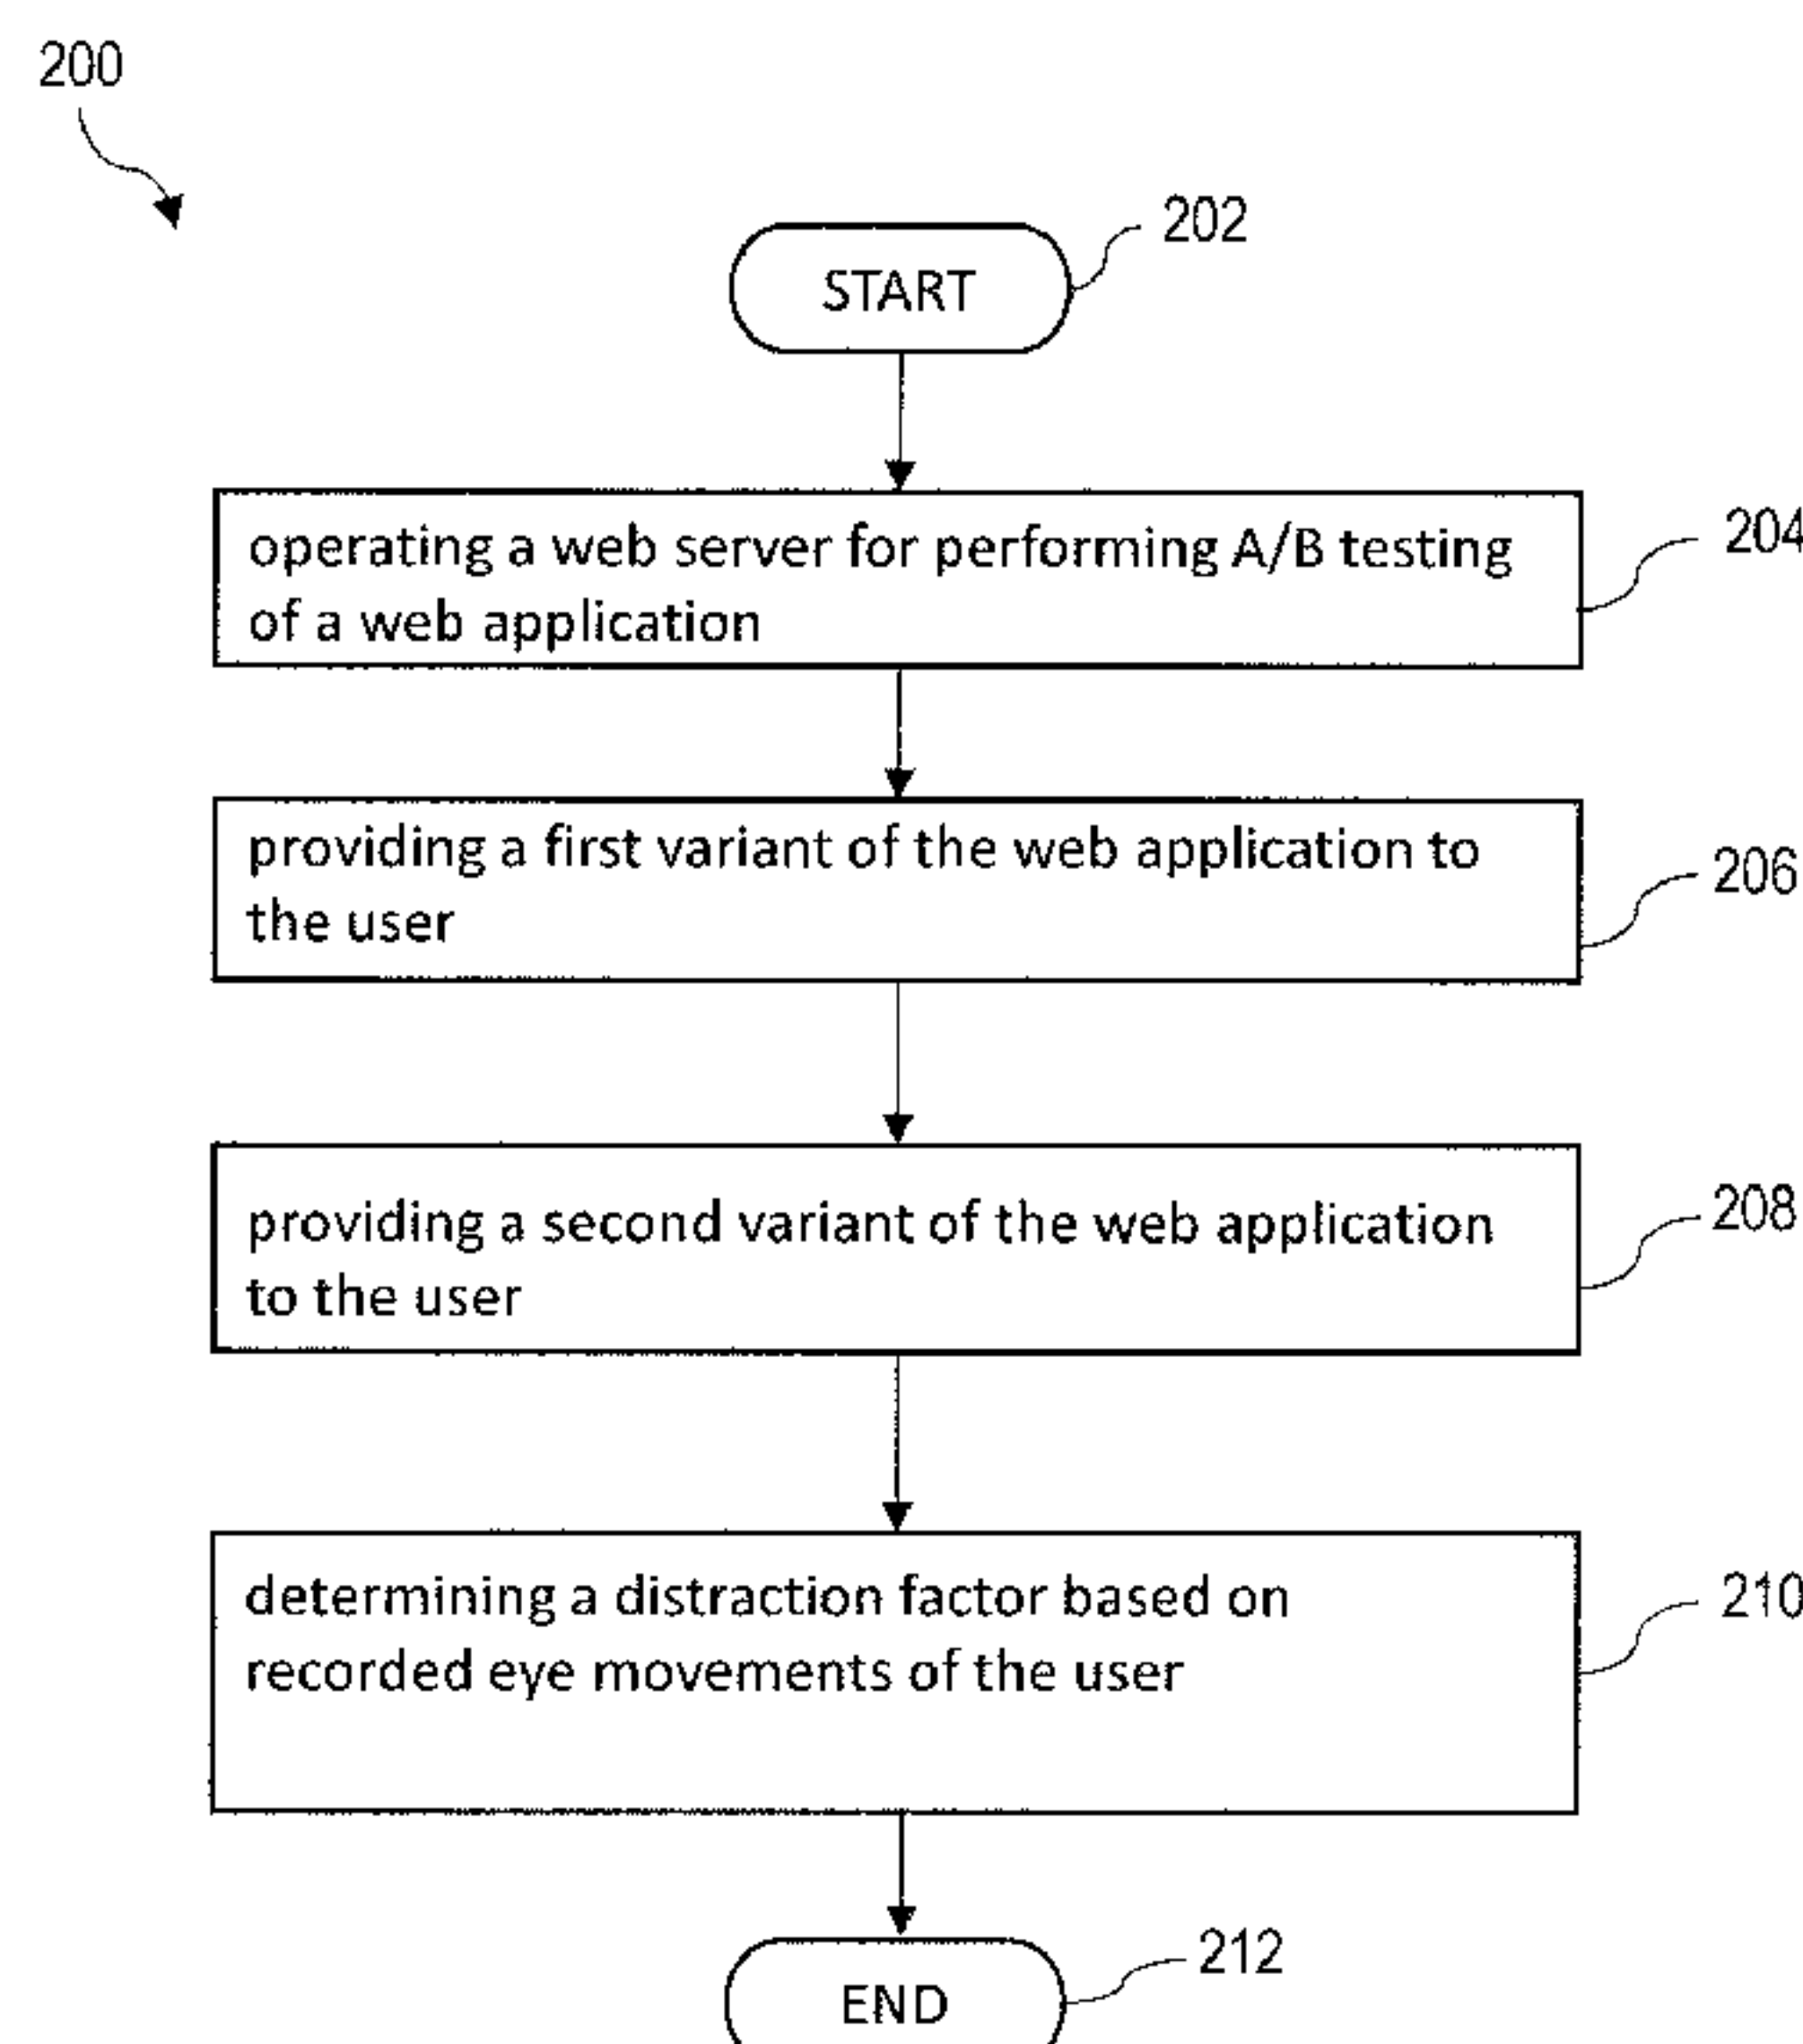 200
202
START
operating a web server for performing A/B testing
of a web application
204
providing a first variant of the web application to
the user
206
providing a second variant of the web application
to the user
208
determining a distraction factor based on
recorded eye movements of the user
210
212
END